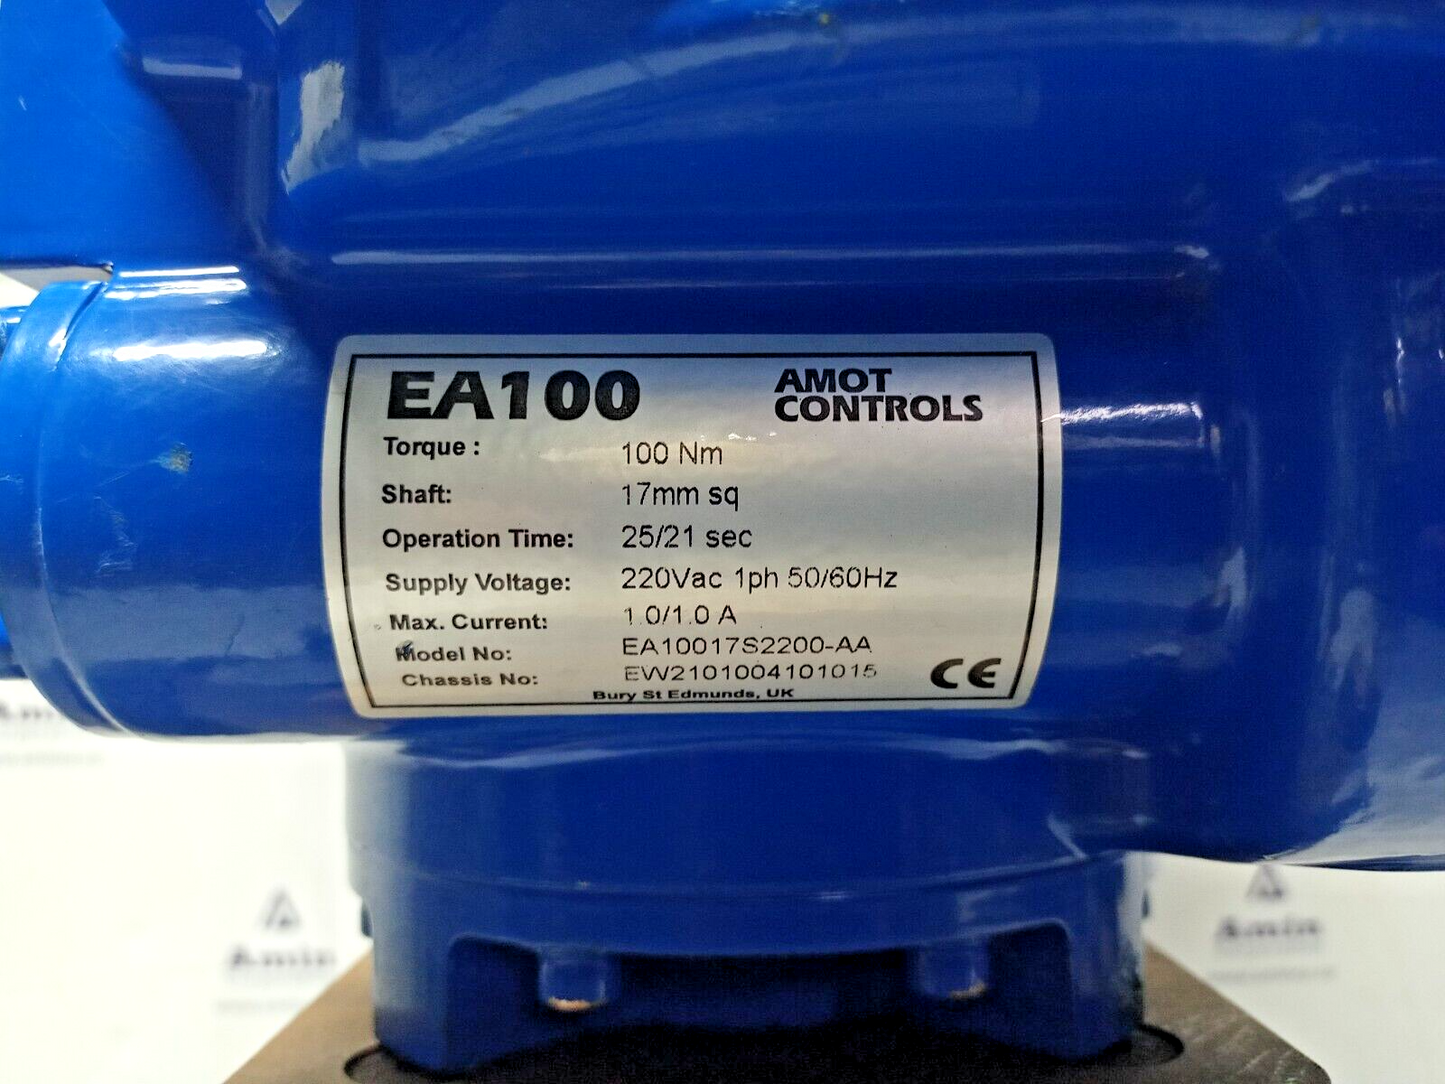 EA100
AMOT
CONTROLS
Torque : 100 Nm
Shaft: 17mm sq
Operation Time: 25/21 sec
Supply Voltage: 220Vac 1ph 50/60Hz
Max. Current: 1.0/1.0 A
Model No: EA10017S2200-AA
Chassis No: EW2101004101015
Bury St Edmunds, UK
CE
Amin
Amin